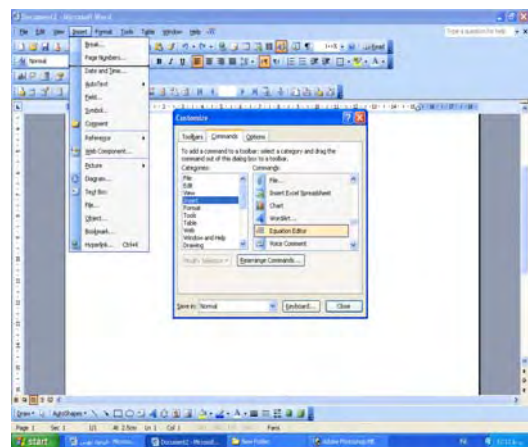 Document2 - Microsoft Word
File Edit View Insert Format Tools Table Window Help
Type a question for help
Normal
Break...
Page Numbers...
Date and Time...
AutoText
Field...
Symbol...
Comment
Reference
Web Component...
Picture
Diagram...
Text Box
File...
Object...
Bookmark...
Hyperlink... Ctrl+K
Customize
Toolbars Commands Options
To add a command to a toolbar: select a category and drag the
command out of this dialog box to a toolbar.
Categories: Commands:
File
Edit
View
Insert
Format
Tools
Table
Web
Window and Help
Drawing
File...
Insert Excel Spreadsheet
Chart
WordArt...
Equation Editor
Voice Comment
Modify Selection Rearrange Commands...
Save in: Normal Keyboard... Close
Draw AutoShapes
Page 1 Sec 1 1/1 At 2.5cm Ln 1 Col 1 Farsi
start Document2 - Microsof... New Folder